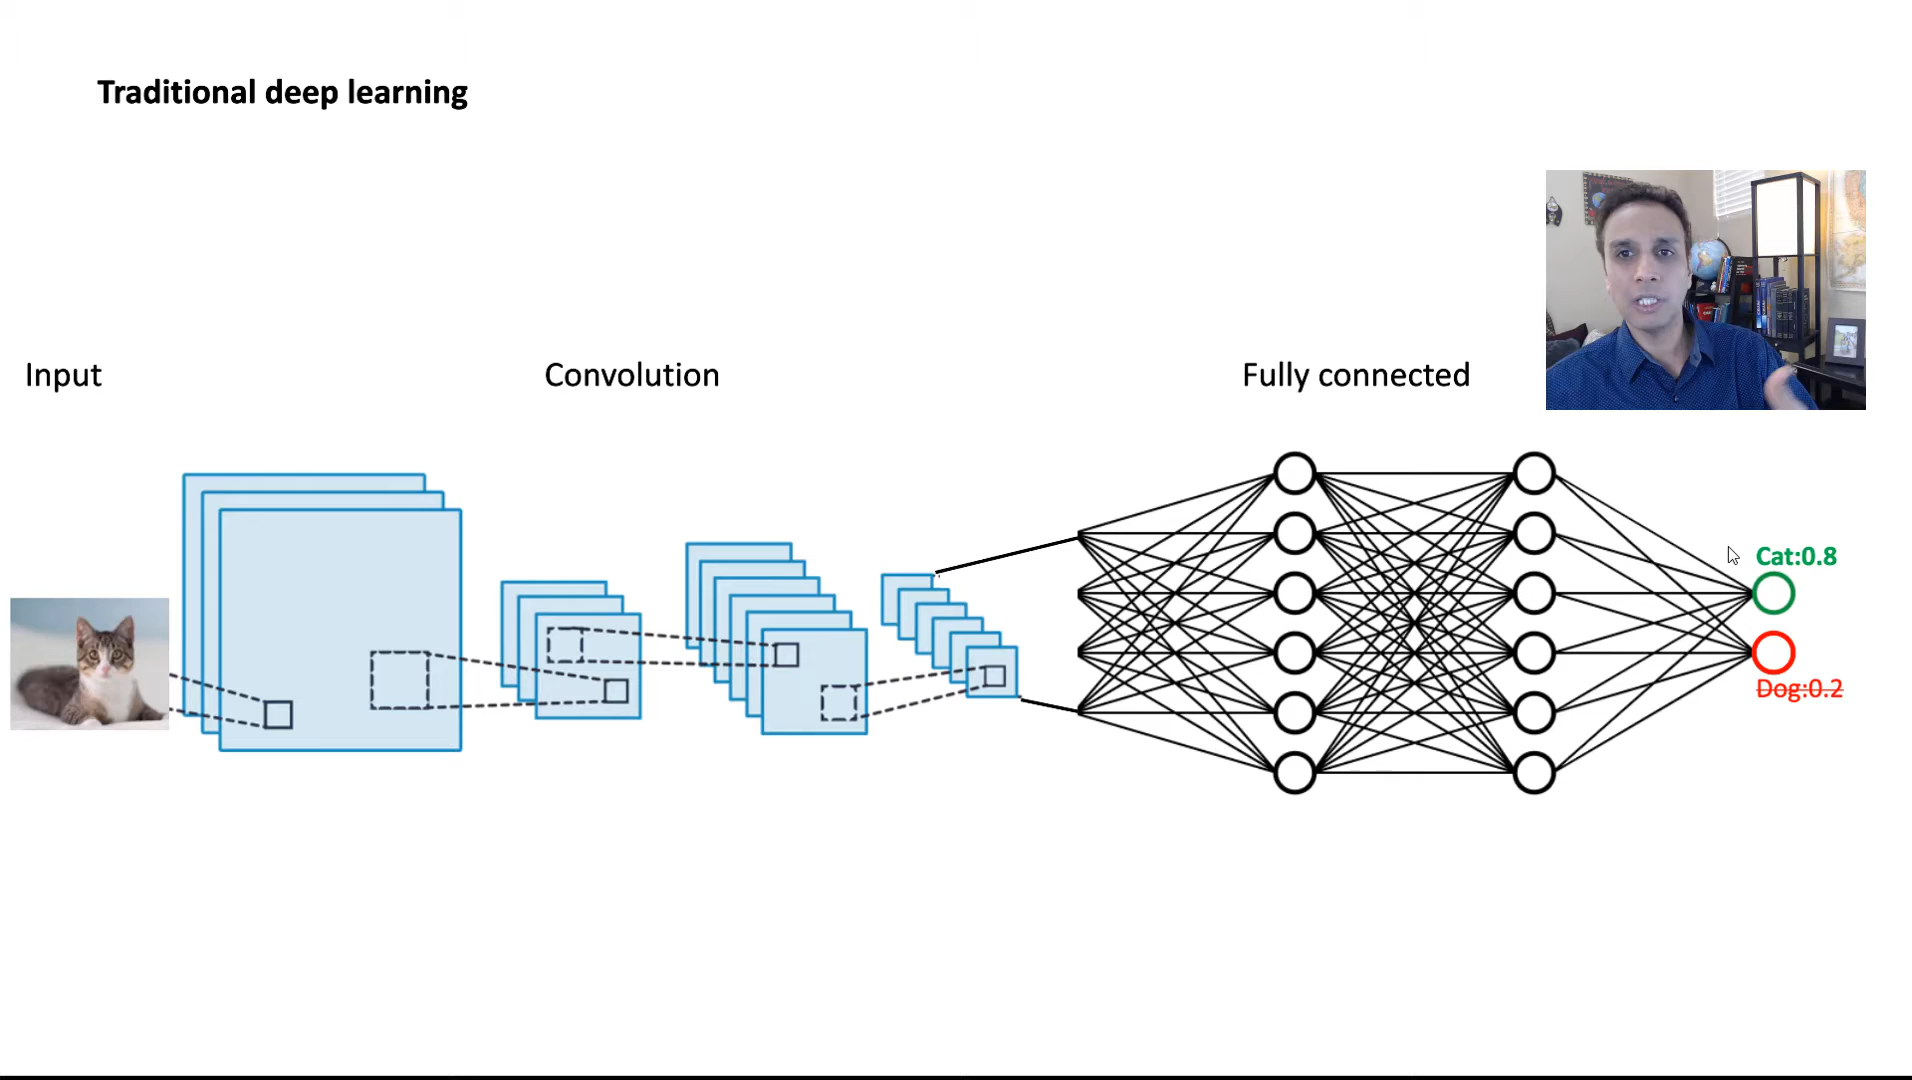 Traditional deep learning
Input
Convolution
Fully connected
Cat:0.8
Dog:0.2